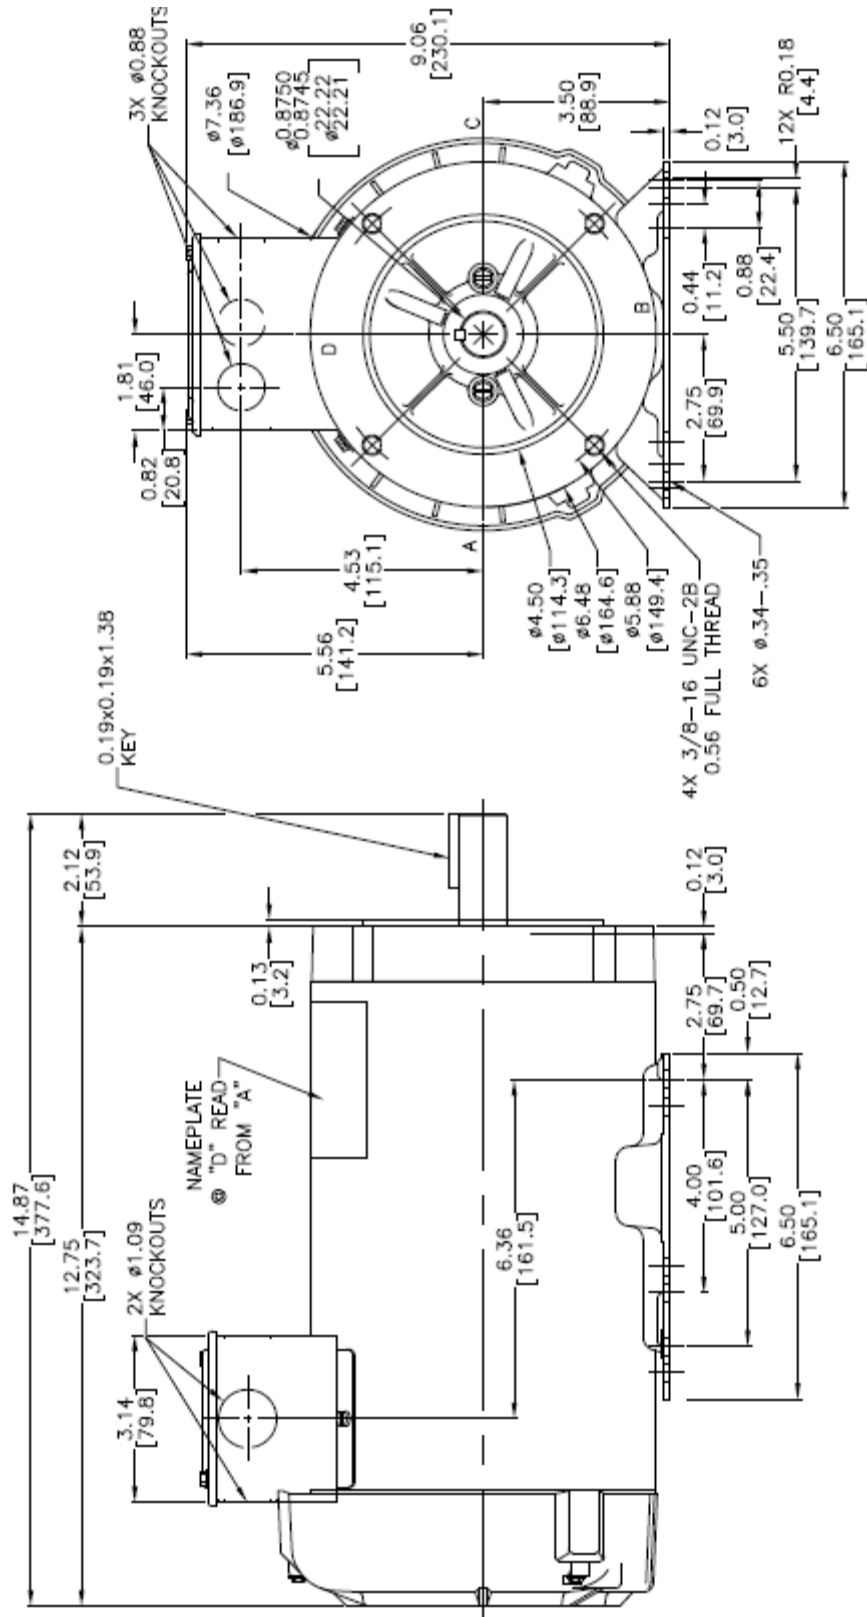 14.87
[377.6]
12.75
[323.7]
2.12
[53.9]
3.14
[79.8]
2X ø1.09
KNOCKOUTS
NAMEPLATE
@ "D" READ
FROM "A"
0.13
[3.2]
0.19x0.19x1.38
KEY
6.36
[161.5]
4.00
[101.6]
5.00
[127.0]
6.50
[165.1]
2.75
[69.7]
0.50
[12.7]
0.12
[3.0]
5.56
[141.2]
4.53
[115.1]
0.82
[20.8]
1.81
[46.0]
3X ø0.88
KNOCKOUTS
ø7.36
[ø186.9]
ø0.8750
0.8745
[ø22.22
22.21]
9.06
[230.1]
3.50
[88.9]
A
D
B
C
ø4.50
[ø114.3]
ø6.48
[ø164.6]
ø5.88
[ø149.4]
4X 3/8-16 UNC-2B
0.56 FULL THREAD
6X ø.34-.35
2.75
[69.9]
5.50
[139.7]
6.50
[165.1]
0.44
[11.2]
0.88
[22.4]
0.12
[3.0]
12X R0.18
[4.4]